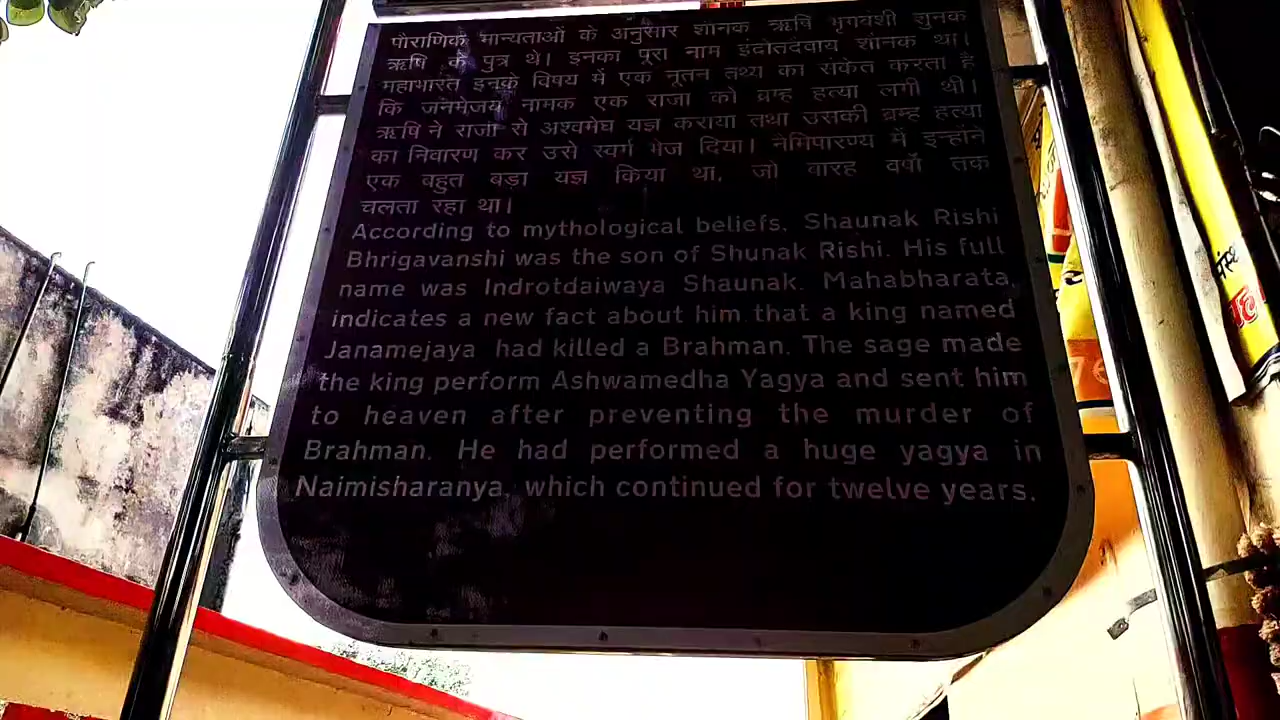 पौराणिक मान्यताओं के अनुसार शौनक ऋषि भृगुवंशी शुनक
ऋषि के पुत्र थे। इनका पूरा नाम इंदोतदैवाय शौनक था।
महाभारत इनके विषय में एक नूतन तथ्य का संकेत करता है
कि जनमेजय नामक एक राजा को ब्रम्ह हत्या लगी थी।
ऋषि ने राजा से अश्वमेघ यज्ञ कराया तथा उसकी ब्रम्ह हत्या
का निवारण कर उसे स्वर्ग भेज दिया। नैमिषारण्य में इन्होंने
एक बहुत बड़ा यज्ञ किया था, जो बारह वर्षों तक
चलता रहा था।
According to mythological beliefs, Shaunak Rishi
Bhrigavanshi was the son of Shunak Rishi. His full
name was Indrotdaiwaya Shaunak. Mahabharata,
indicates a new fact about him that a king named
Janamejaya had killed a Brahman. The sage made
the king perform Ashwamedha Yagya and sent him
to heaven after preventing the murder of
Brahman. He had performed a huge yagya in
Naimisharanya, which continued for twelve years.